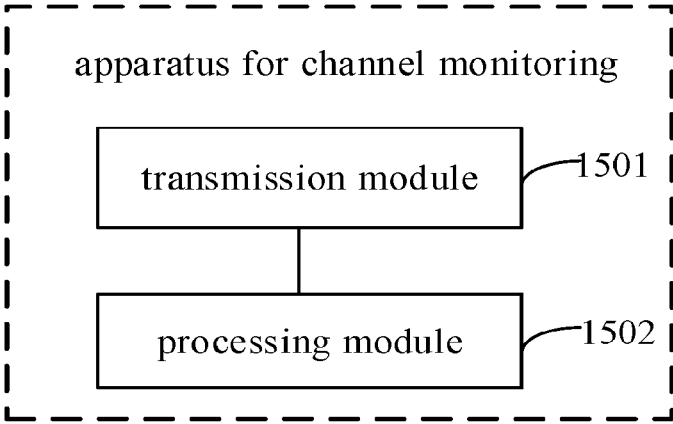 apparatus for channel monitoring
transmission module
1501
processing module
1502